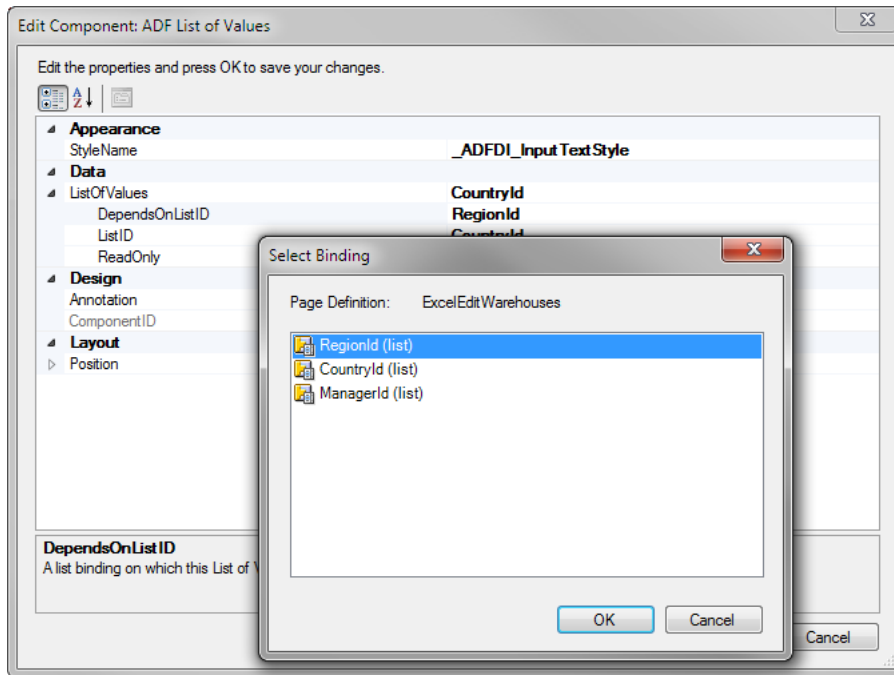 Edit Component: ADF List of Values
Edit the properties and press OK to save your changes.
Appearance
StyleName _ADFDI_InputTextStyle
Data
ListOfValues CountryId
DependsOnListID RegionId
ListID CountryId
ReadOnly
Design
Annotation
ComponentID
Layout
Position
DependsOnListID
A list binding on which this List of
Cancel
Select Binding
Page Definition: ExcelEditWarehouses
RegionId (list)
CountryId (list)
ManagerId (list)
OK Cancel